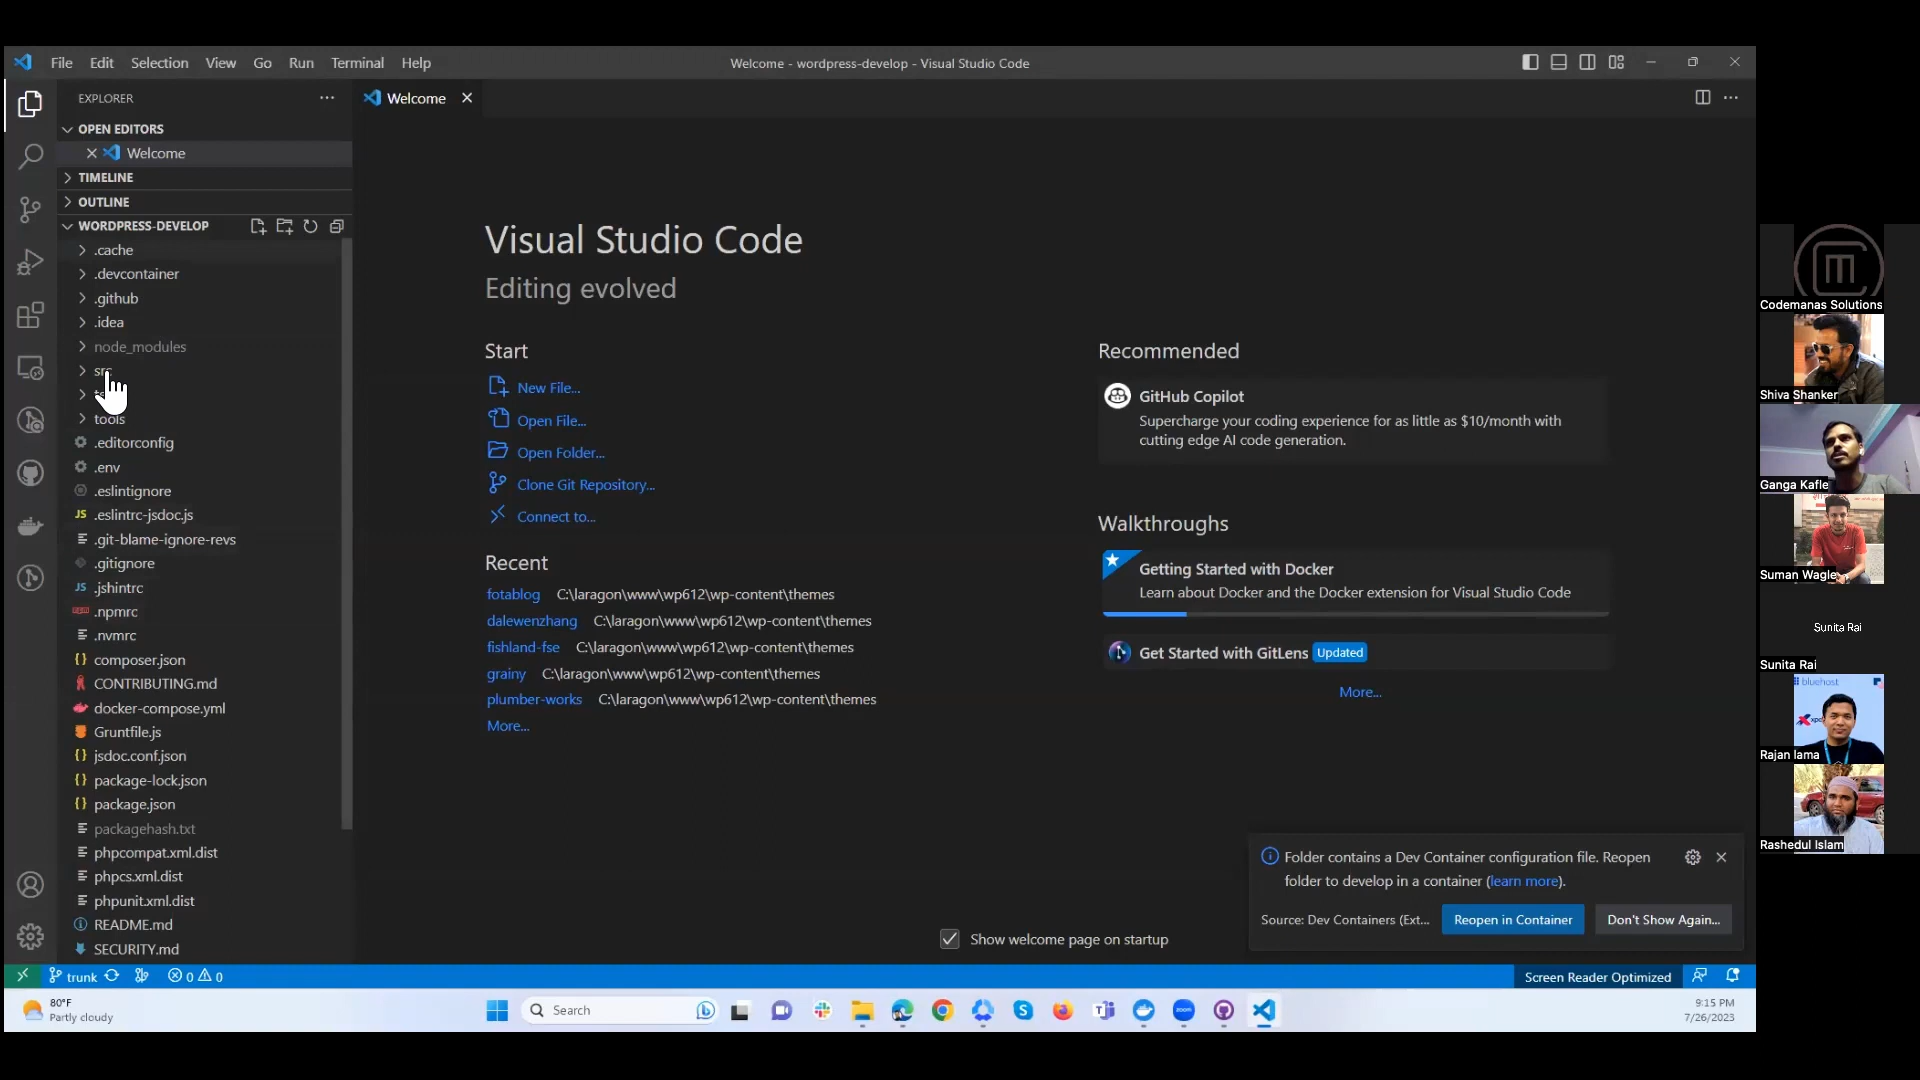 File Edit Selection View Go Run Terminal Help
Welcome - wordpress-develop - Visual Studio Code
EXPLORER
Welcome
OPEN EDITORS
Welcome
TIMELINE
OUTLINE
WORDPRESS-DEVELOP
.cache
.devcontainer
.github
.idea
node_modules
src
tools
.editorconfig
.env
.eslintignore
JS .eslintrc-jsdoc.js
.git-blame-ignore-revs
.gitignore
JS .jshintrc
.npmrc
.nvmrc
{} composer.json
CONTRIBUTING.md
docker-compose.yml
Gruntfile.js
{} jsdoc.conf.json
{} package-lock.json
{} package.json
packagehash.txt
phpcompat.xml.dist
phpcs.xml.dist
phpunit.xml.dist
README.md
SECURITY.md
Visual Studio Code
Editing evolved
Start
New File...
Open File...
Open Folder...
Clone Git Repository...
Connect to...
Recent
fotablog C:\laragon\www\wp612\wp-content\themes
dalewenzhang C:\laragon\www\wp612\wp-content\themes
fishland-fse C:\laragon\www\wp612\wp-content\themes
grainy C:\laragon\www\wp612\wp-content\themes
plumber-works C:\laragon\www\wp612\wp-content\themes
More...
Recommended
GitHub Copilot
Supercharge your coding experience for as little as $10/month with
cutting edge AI code generation.
Walkthroughs
Getting Started with Docker
Learn about Docker and the Docker extension for Visual Studio Code
Get Started with GitLens Updated
More...
Folder contains a Dev Container configuration file. Reopen
folder to develop in a container (learn more).
Source: Dev Containers (Ext...
Reopen in Container
Don't Show Again...
Show welcome page on startup
trunk
0 0
Screen Reader Optimized
80°F
Partly cloudy
Search
zoom
9:15 PM
7/26/2023
Codemanas Solutions
Shiva Shanker
Ganga Kafle
Suman Wagle
Sunita Rai
Sunita Rai
bluehost
Rajan lama
Rashedul Islam